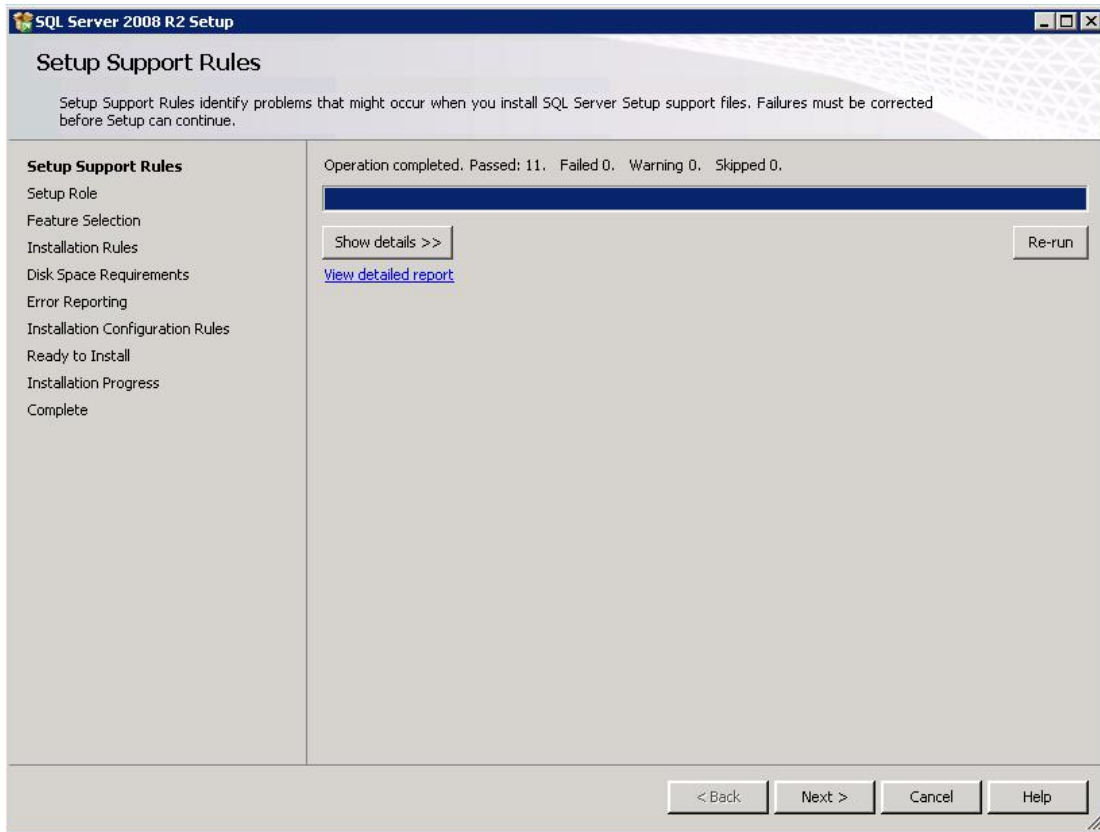 SQL Server 2008 R2 Setup
Setup Support Rules
Setup Support Rules identify problems that might occur when you install SQL Server Setup support files. Failures must be corrected
before Setup can continue.
Setup Support Rules
Setup Role
Feature Selection
Installation Rules
Disk Space Requirements
Error Reporting
Installation Configuration Rules
Ready to Install
Installation Progress
Complete
Operation completed. Passed: 11. Failed 0. Warning 0. Skipped 0.
Show details >>
Re-run
View detailed report
< Back
Next >
Cancel
Help